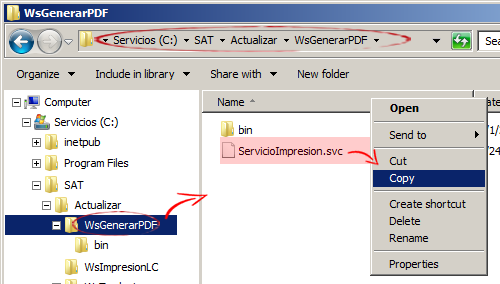 WsGenerarPDF
Servicios (C:) SAT Actualizar WsGenerarPDF
Organize Include in library Share with New folder
Computer
Servicios (C:)
inetpub
Program Files
SAT
Actualizar
WsGenerarPDF
bin
WsImpresionLC
Name
bin
ServicioImpresion.svc
Open
Send to
Cut
Copy
Create shortcut
Delete
Rename
Properties